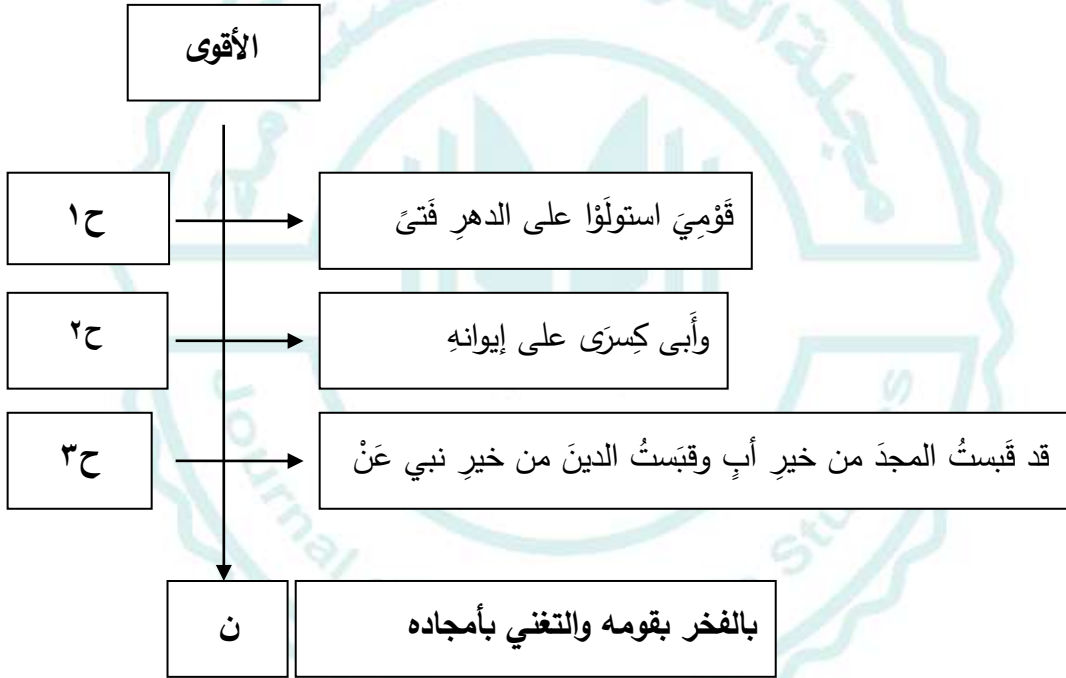 الأقوى
ح١
قَوْمِيَ استولَوْا على الدهرِ فَتىً
ح٢
وأَبى كِسرَى على إيوانهِ
ح٣
قد قَبستُ المجدَ من خيرِ أبٍ وقبَستُ الدينَ من خيرِ نبي عَنْ
ن
بالفخر بقومه والتغني بأمجاده
Journal